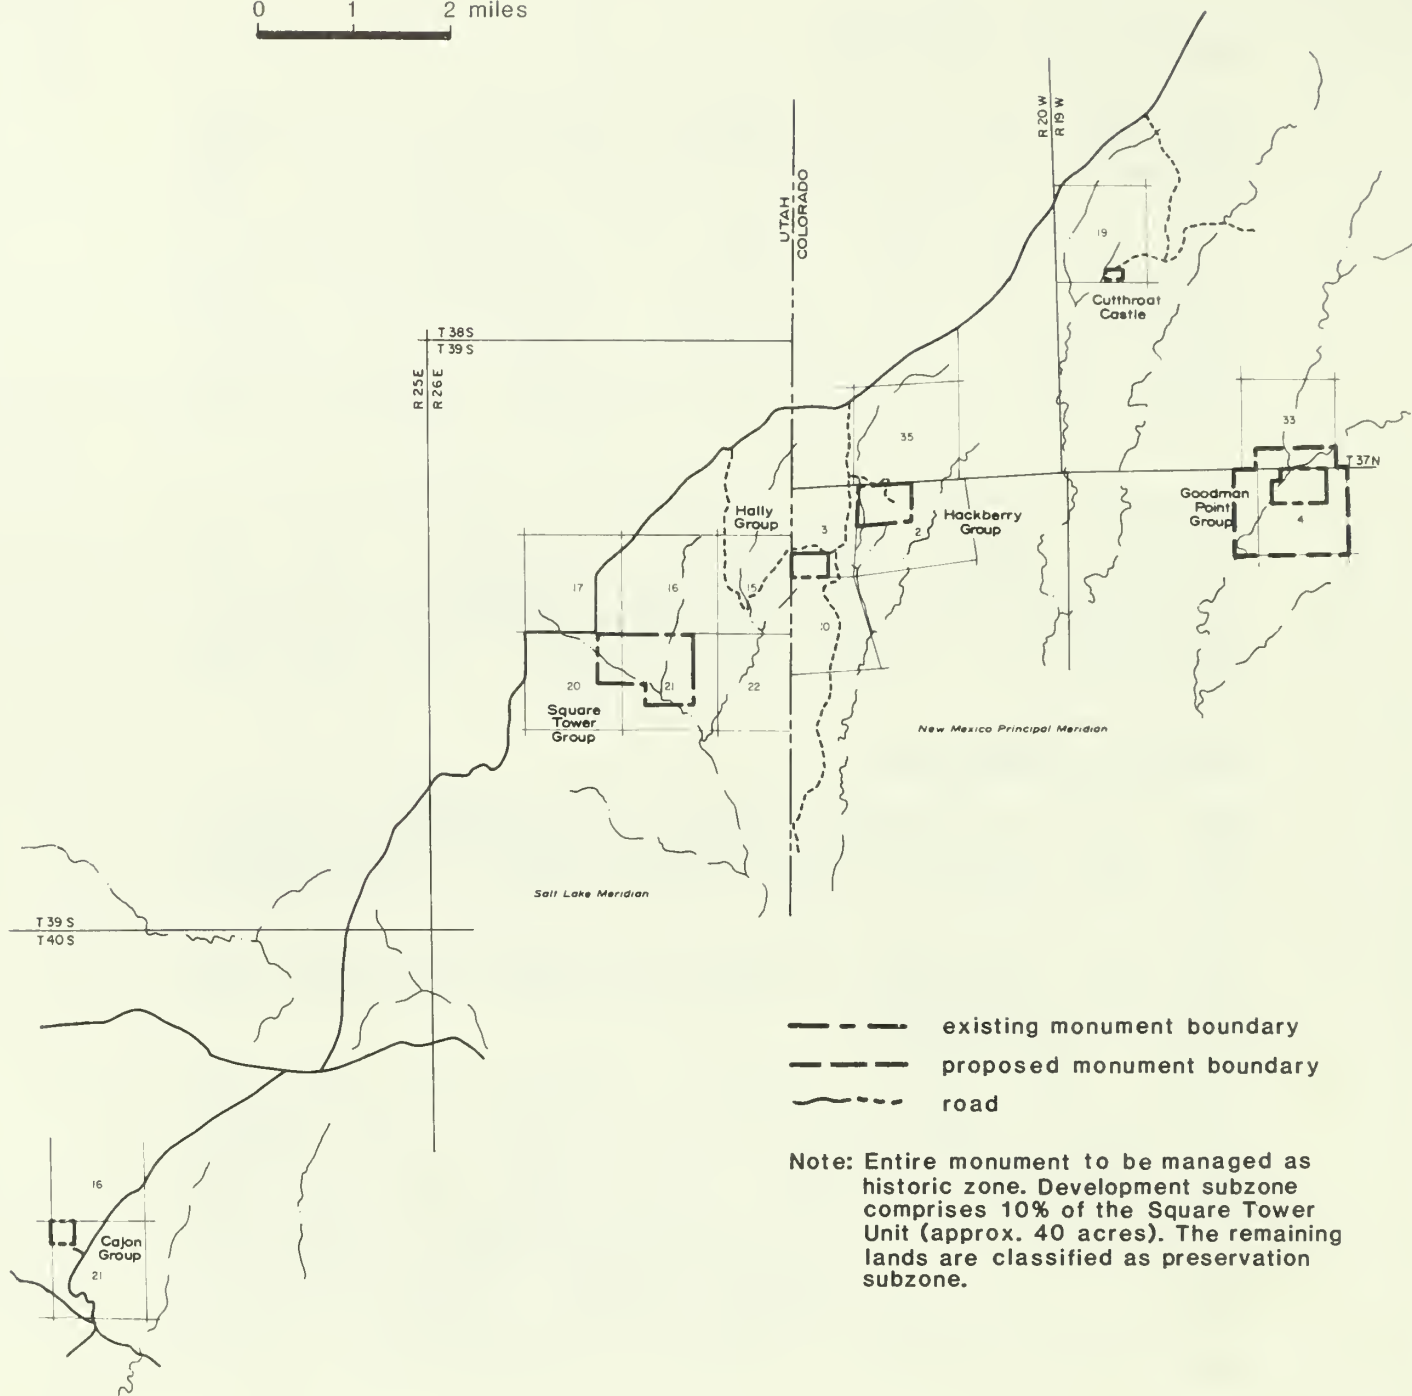 0 1 2 miles
R 20 W
R 19 W
UTAH
COLORADO
19
Cutthroat
Castle
T 38 S
T 39 S
R 25 E
R 26 E
33
35
T 37 N
Goodman
Point
Group
4
Hally
Group
3
Hackberry
Group
2
17
16
15
10
20
21
22
Square
Tower
Group
New Mexico Principal Meridian
Salt Lake Meridian
T 39 S
T 40 S
existing monument boundary
proposed monument boundary
road
Note: Entire monument to be managed as
historic zone. Development subzone
comprises 10% of the Square Tower
Unit (approx. 40 acres). The remaining
lands are classified as preservation
subzone.
16
Cajon
Group
21